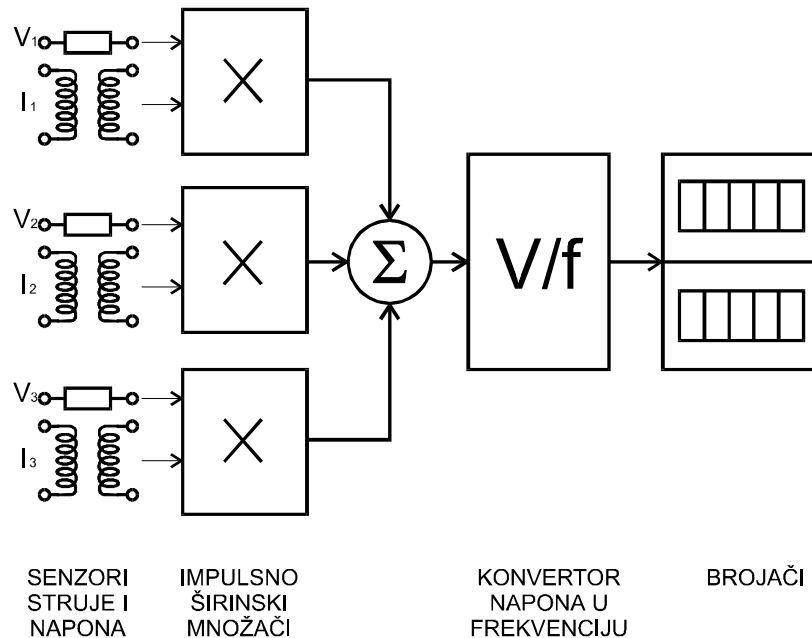 V1
I1
V2
I2
V3
I3
Σ
V/f
SENZORI
STRUJE I
NAPONA
IMPULSNO
ŠIRINSKI
MNOŽAČI
KONVERTOR
NAPONA U
FREKVENCIJU
BROJAČI